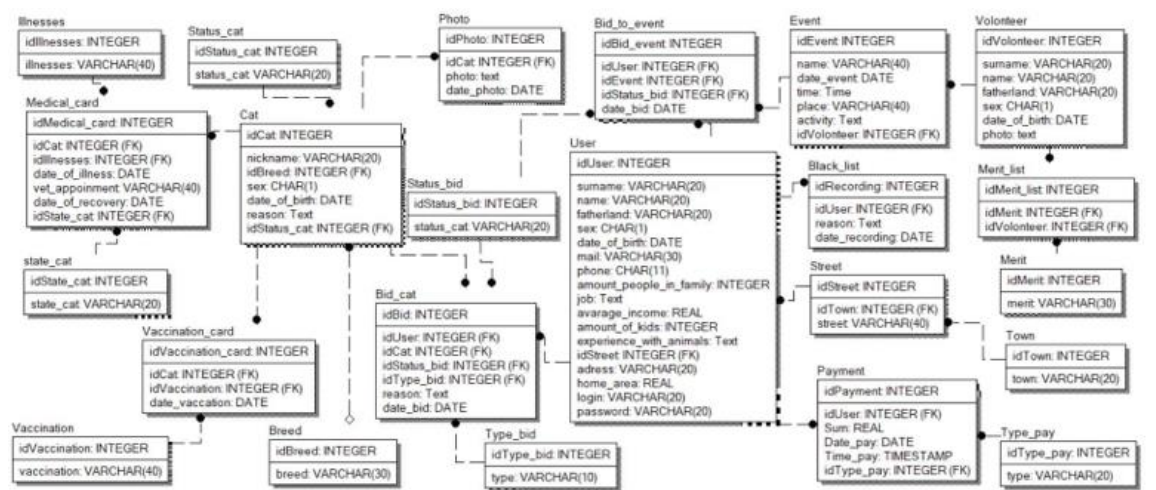 Illnesses
idIllnesses: INTEGER
illnesses: VARCHAR(40)
Status_cat
idStatus_cat: INTEGER
status_cat: VARCHAR(20)
Photo
idPhoto: INTEGER
idCat: INTEGER (FK)
photo: text
date_photo: DATE
Bid_to_event
idBid_event: INTEGER
idUser: INTEGER (FK)
idEvent: INTEGER (FK)
idStatus_bid: INTEGER (FK)
date_bid: DATE
Event
idEvent: INTEGER
name: VARCHAR(40)
date_event: DATE
time: Time
place: VARCHAR(40)
activity: Text
idVolonteer: INTEGER (FK)
Volonteer
idVolonteer: INTEGER
surname: VARCHAR(20)
name: VARCHAR(20)
fatherland: VARCHAR(20)
sex: CHAR(1)
date_of_birth: DATE
photo: text
Medical_card
idMedical_card: INTEGER
idCat: INTEGER (FK)
idIllnesses: INTEGER (FK)
date_of_illness: DATE
vet_appoinment: VARCHAR(40)
date_of_recovery: DATE
idState_cat: INTEGER (FK)
Cat
idCat: INTEGER
nickname: VARCHAR(20)
idBreed: INTEGER (FK)
sex: CHAR(1)
date_of_birth: DATE
reason: Text
idStatus_cat: INTEGER (FK)
Status_bid
idStatus_bid: INTEGER
status_cat: VARCHAR(20)
User
idUser: INTEGER
surname: VARCHAR(20)
name: VARCHAR(20)
fatherland: VARCHAR(20)
sex: CHAR(1)
date_of_birth: DATE
mail: VARCHAR(30)
phone: CHAR(11)
amount_people_in_family: INTEGER
job: Text
avarage_income: REAL
amount_of_kids: INTEGER
experience_with_animals: Text
idStreet: INTEGER (FK)
adress: VARCHAR(20)
home_area: REAL
login: VARCHAR(20)
password: VARCHAR(20)
Black_list
idRecording: INTEGER
idUser: INTEGER (FK)
reason: Text
date_recording: DATE
Merit_list
idMerit_list: INTEGER
idMerit: INTEGER (FK)
idVolonteer: INTEGER (FK)
state_cat
idState_cat: INTEGER
state_cat: VARCHAR(20)
Street
idStreet: INTEGER
idTown: INTEGER (FK)
street: VARCHAR(40)
Merit
idMerit: INTEGER
merit: VARCHAR(30)
Bid_cat
idBid: INTEGER
idUser: INTEGER (FK)
idCat: INTEGER (FK)
idStatus_bid: INTEGER (FK)
idType_bid: INTEGER (FK)
reason: Text
date_bid: DATE
Vaccination_card
idVaccination_card: INTEGER
idCat: INTEGER (FK)
idVaccination: INTEGER (FK)
date_vaccation: DATE
Town
idTown: INTEGER
town: VARCHAR(20)
Payment
idPayment: INTEGER
idUser: INTEGER (FK)
Sum: REAL
Date_pay: DATE
Time_pay: TIMESTAMP
idType_pay: INTEGER (FK)
Vaccination
idVaccination: INTEGER
vaccination: VARCHAR(40)
Breed
idBreed: INTEGER
breed: VARCHAR(30)
Type_bid
idType_bid: INTEGER
type: VARCHAR(10)
Type_pay
idType_pay: INTEGER
type: VARCHAR(20)